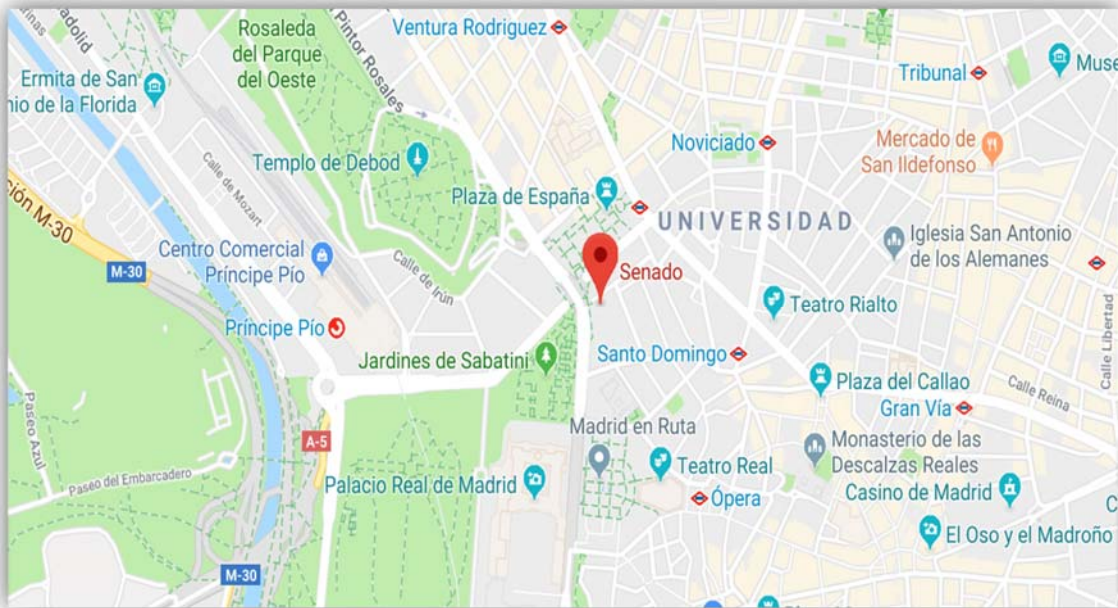 Rosaleda
del Parque
del Oeste
Pintor Rosales
Ventura Rodriguez
Tribunal
Ermita de San
nio de la Florida
Noviciado
Mercado de
San Ildefonso
Calle de Mozart
Templo de Debod
Plaza de España
UNIVERSIDAD
ción M-30
Centro Comercial
Príncipe Pío
M-30
Calle de Irún
Senado
Iglesia San Antonio
de los Alemanes
Teatro Rialto
Calle Libertad
Príncipe Pío
Jardines de Sabatini
Santo Domingo
Plaza del Callao
Calle Reina
Gran Vía
Paseo Azul
A-5
Madrid en Ruta
Monasterio de las
Descalzas Reales
Paseo del Embarcadero
Palacio Real de Madrid
Teatro Real
Ópera
Casino de Madrid
C
El Oso y el Madroño
M-30